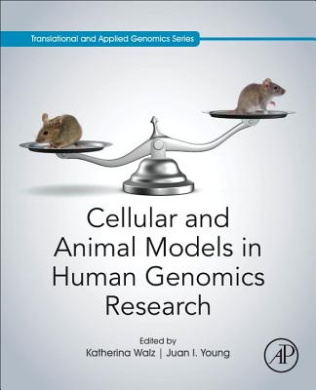 Translational and Applied Genomics Series
Cellular and
Animal Models in
Human Genomics
Research
Edited by
Katherina Walz | Juan I. Young
AP